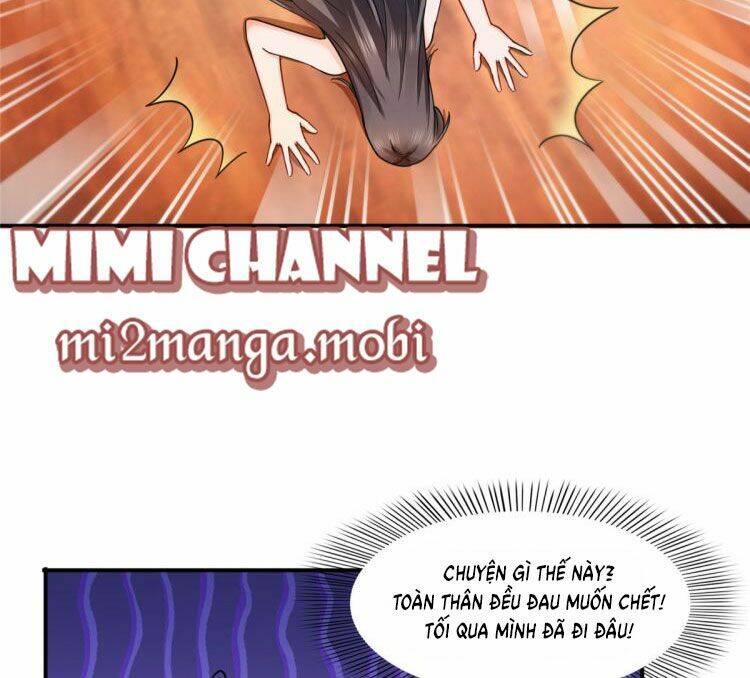 MIMI CHANNEL
mi2manga.mobi
CHUYỆN GÌ THẾ NÀY?
TOÀN THÂN ĐỀU ĐAU MUỐN CHẾT!
TỐI QUA MÌNH ĐÃ ĐI ĐÂU!